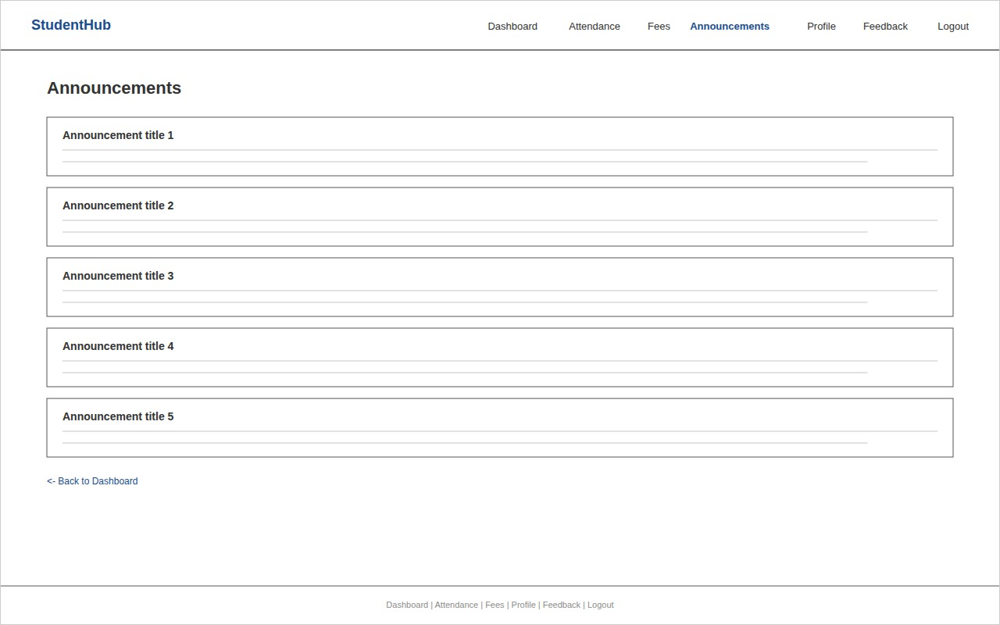 StudentHub
Dashboard Attendance Fees Announcements Profile Feedback Logout
Announcements
Announcement title 1
Announcement title 2
Announcement title 3
Announcement title 4
Announcement title 5
<- Back to Dashboard
Dashboard | Attendance | Fees | Profile | Feedback | Logout